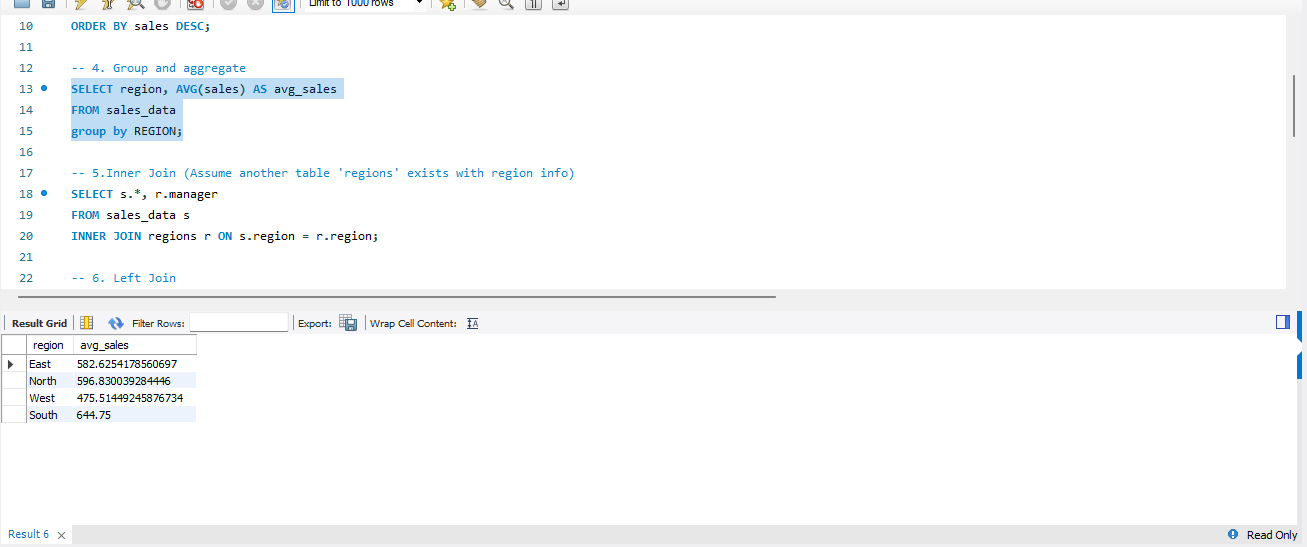 Limit to 1000 rows
10 ORDER BY sales DESC;
11
12 -- 4. Group and aggregate
13 SELECT region, AVG(sales) AS avg_sales
14 FROM sales_data
15 group by REGION;
16
17 -- 5.Inner Join (Assume another table 'regions' exists with region info)
18 SELECT s.*, r.manager
19 FROM sales_data s
20 INNER JOIN regions r ON s.region = r.region;
21
22 -- 6. Left Join
Result Grid Filter Rows: Export: Wrap Cell Content: IA
region avg_sales
East 582.6254178560697
North 596.830039284446
West 475.51449245876734
South 644.75
Result 6 Read Only